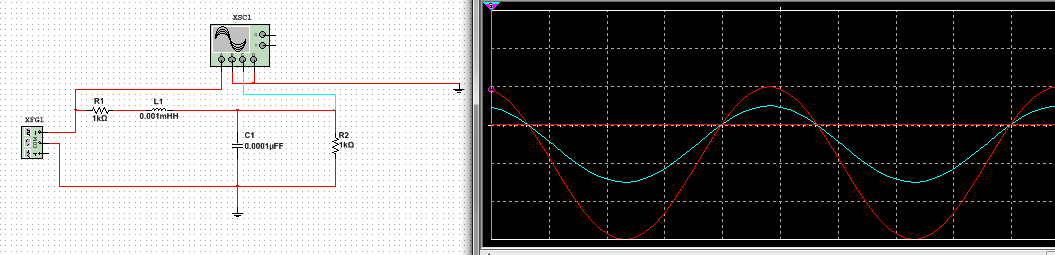 XSC1
R1
1kΩ
L1
0.001mHH
XFG1
C1
0.0001µFF
R2
1kΩ